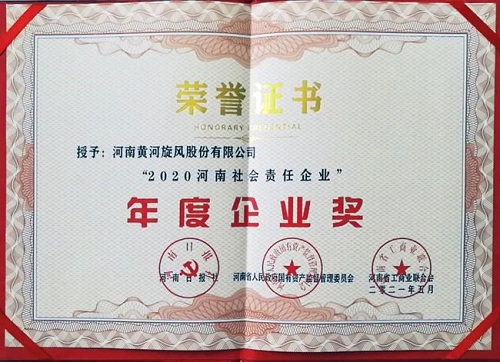 荣誉证书
HONORARY CREDENTIAL
授予：河南黄河旋风股份有限公司
“2020河南社会责任企业”
年度企业奖
河南日报社
河南省人民政府国有资产监督管理委员会
河南省工商业联合会
二零二一年五月